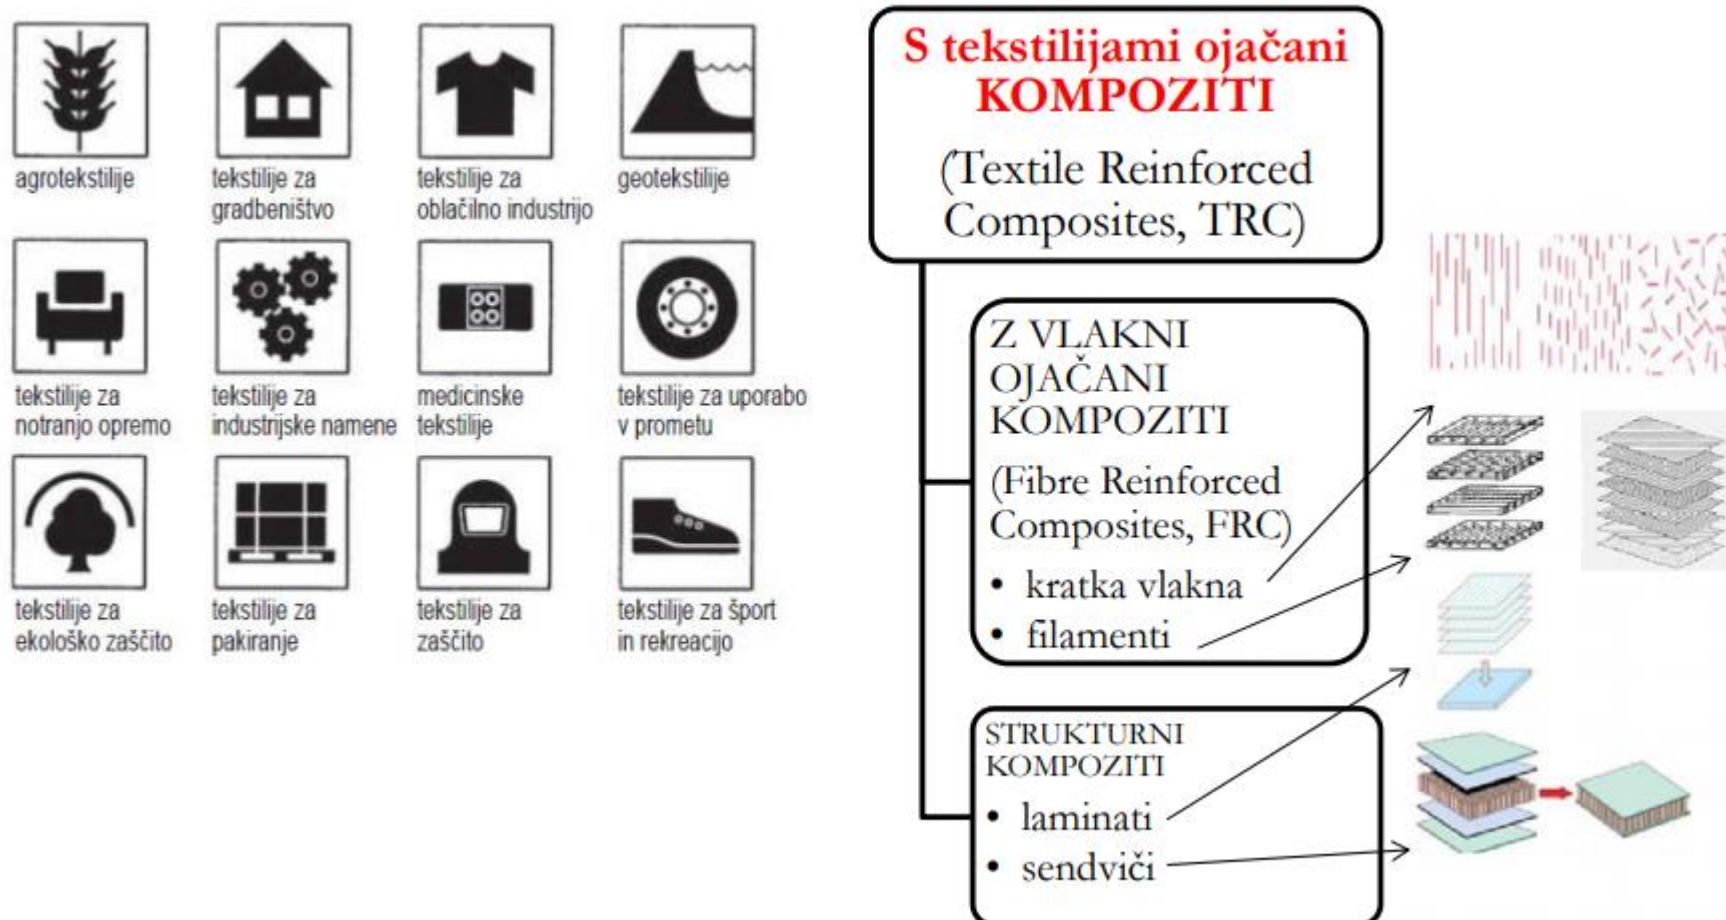 agrotekstilije
tekstilije za
gradbeništvo
tekstilije za
oblačilno industrijo
geotekstilije
tekstilije za
notranjo opremo
tekstilije za
industrijske namene
medicinske
tekstilije
tekstilije za uporabo
v prometu
tekstilije za
ekološko zaščito
tekstilije za
pakiranje
tekstilije za
zaščito
tekstilije za šport
in rekreacijo
S tekstilijami ojačani
KOMPOZITI
(Textile Reinforced
Composites, TRC)
Z VLAKNI
OJAČANI
KOMPOZITI
(Fibre Reinforced
Composites, FRC)
• kratka vlakna
• filamenti
STRUKTURNI
KOMPOZITI
• laminati
• sendviči